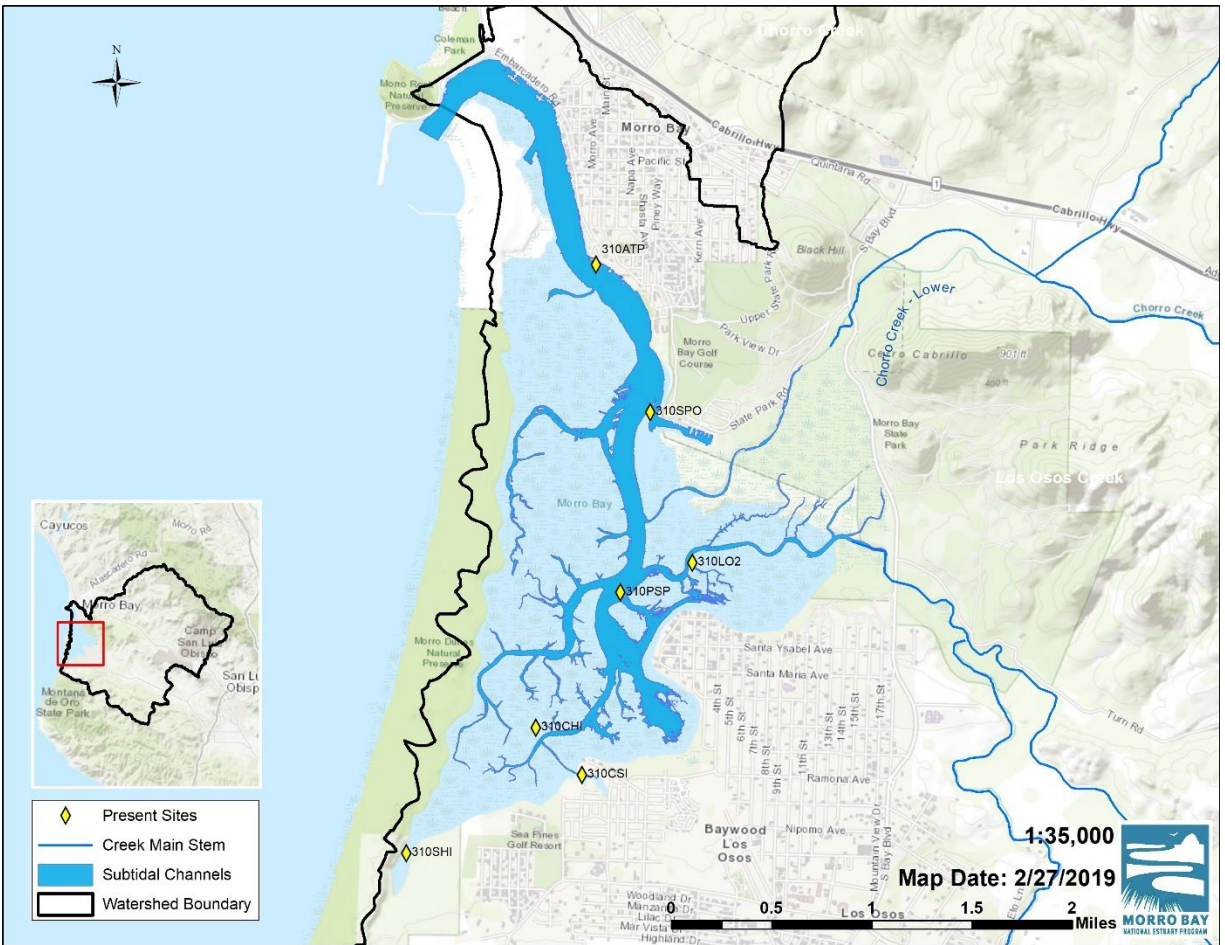 Beach
Coleman
Park
N
Chorro Creek
Embarcadero Rd
Main St
Morro Ave
Morro Bay
Cabrillo Hwy
Napa Ave
Pacific St
Shasta Ave
Piney Way
Kern Ave
Quintana Rd
1
Cabrillo Hwy
S Bay Blvd
Natural
Preserve
310ATP
Black Hill
Upper State Park Rd
Park View Dr
Morro
Bay Golf
Course
Chorro Creek
Chorro Creek - Lower
Cerro Cabrillo
901 ft
310SPO
State Park Rd
Morro Bay
State
Park
Park Ridge
Los Osos Creek
Morro Bay
310LO2
310PSP
Cayucos
Atascadero Rd
Morro Rd
Morro Bay
Camp
San Luis
Obispo
San Lu
Obisp
Montana
de Oro
State Park
Morro Dunes
Natural
Preserve
Santa Ysabel Ave
Santa Maria Ave
4th St
5th St
6th St
7th St
8th St
9th St
11th St
13th St
14th St
15th St
17th St
Turri Rd
310CHI
310CSI
Ramona Ave
Sea Pines
Golf Resort
Baywood
Los
Osos
Nipomo Ave
Mountain View Dr
S Bay Blvd
310SHI
Woodland Dr
Manzanita Dr
Lilac Dr
Mar Vista Dr
Highland Dr
Los Osos
Present Sites
Creek Main Stem
Subtidal Channels
Watershed Boundary
1:35,000
Map Date: 2/27/2019
0 0.5 1 1.5 2
Miles
MORRO BAY
NATIONAL ESTUARY PROGRAM